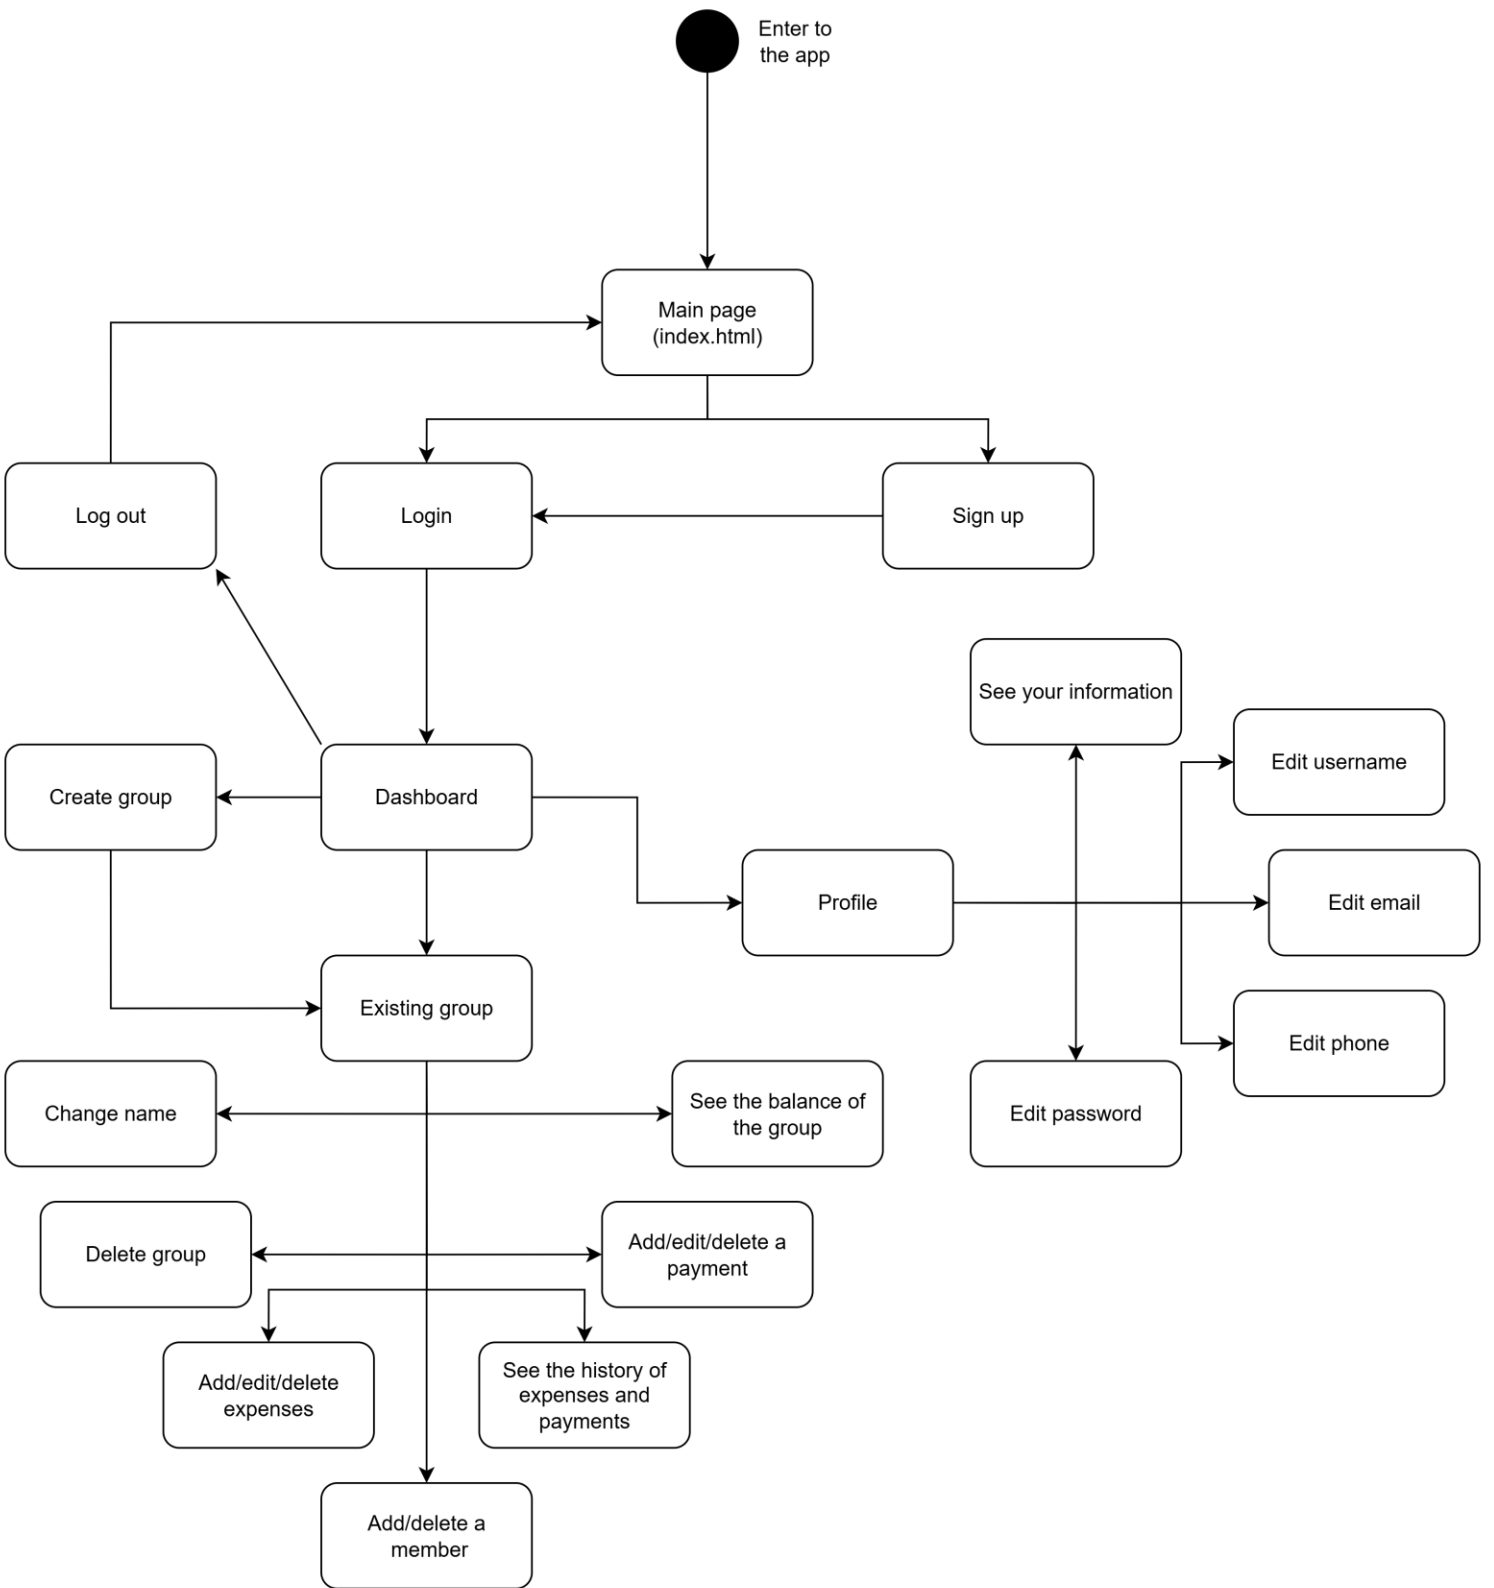 Enter to
the app
Main page
(index.html)
Log out
Login
Sign up
See your information
Edit username
Create group
Dashboard
Profile
Edit email
Existing group
Edit phone
Change name
See the balance of
the group
Edit password
Delete group
Add/edit/delete a
payment
Add/edit/delete
expenses
See the history of
expenses and
payments
Add/delete a
member